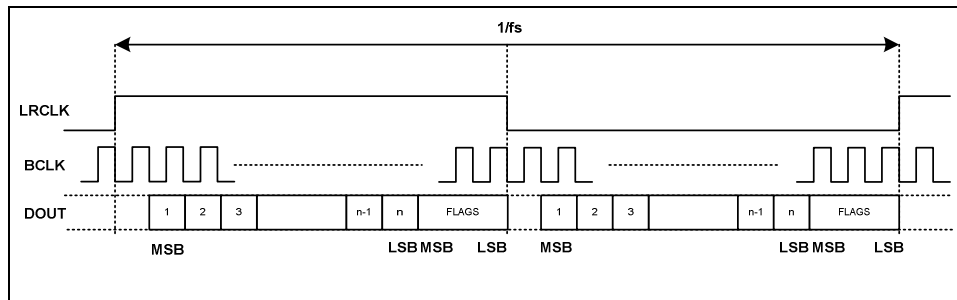 1/fs
LRCLK
BCLK
DOUT 1 2 3 n-1 n FLAGS 1 2 3 n-1 n FLAGS
MSB LSB MSB LSB MSB LSB MSB LSB